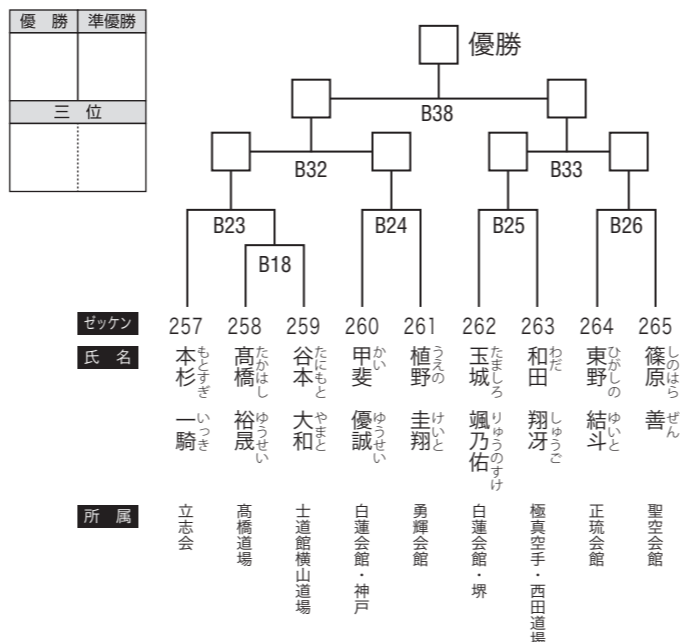 優　勝　準優勝
三　位
優勝
B38
B32
B33
B23
B24
B25
B26
B18
ゼッケン　257　258　259　260　261　262　263　264　265
氏　名
本杉　一騎
もとすぎ　いっき
髙橋　裕晟
たかはし　ゆうせい
谷本　大和
たにもと　やまと
甲斐　優誠
かい　ゆうせい
植野　圭翔
うえの　けいと
玉城　颯乃佑
たましろ　りゅうのすけ
和田　翔冴
わだ　しゅうご
東野　結斗
ひがしの　ゆいと
篠原　善
しのはら　ぜん
所　属
立志会
髙橋道場
士道館横山道場
白蓮会館・神戸
勇輝会館
白蓮会館・堺
極真空手・西田道場
正琉会館
聖空会館